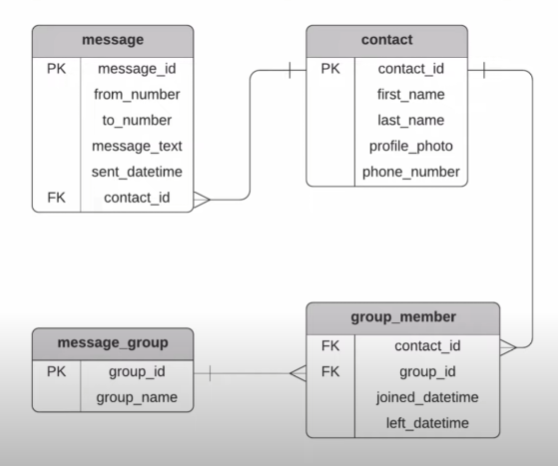 message
PK message_id
from_number
to_number
message_text
sent_datetime
FK contact_id
contact
PK contact_id
first_name
last_name
profile_photo
phone_number
message_group
PK group_id
group_name
group_member
FK contact_id
FK group_id
joined_datetime
left_datetime